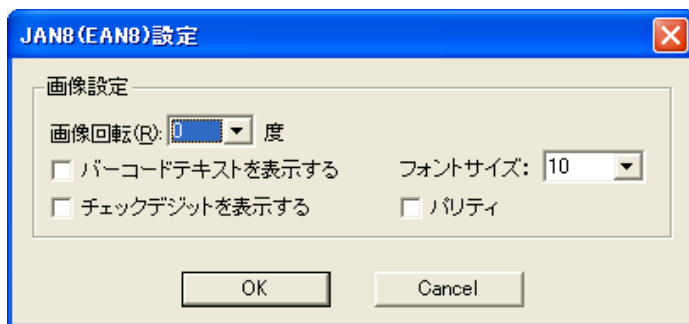 JAN8(EAN8)設定
画像設定
画像回転(R): 0 度
バーコードテキストを表示する フォントサイズ: 10
チェックデジットを表示する パリティ
OK Cancel